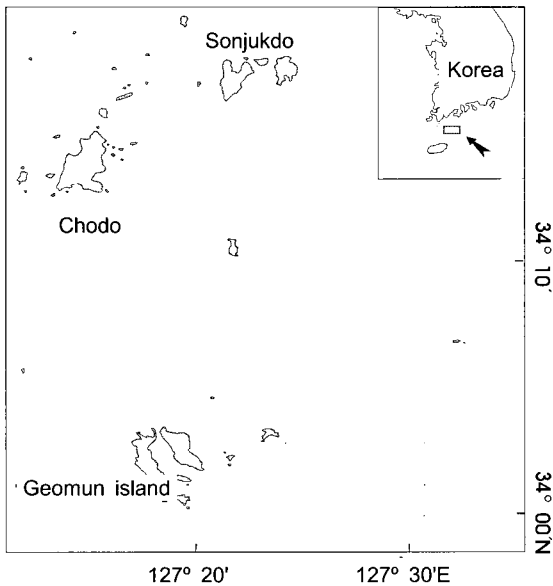 Sonjukdo
Korea
Chodo
34° 10'
Geomun island
34° 00'N
127° 20'
127° 30'E